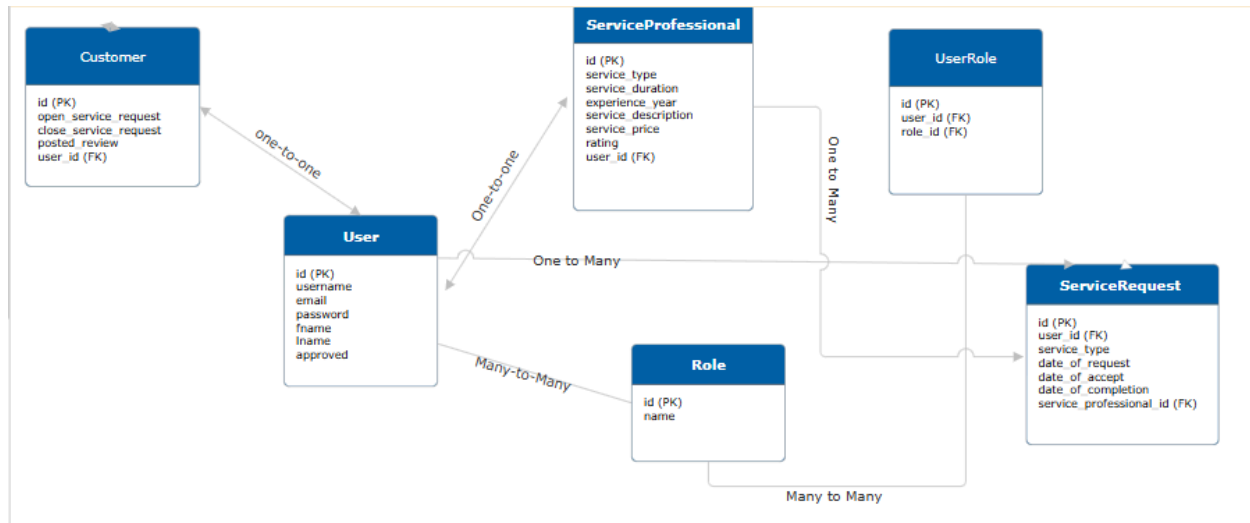 Customer
id (PK)
open_service_request
close_service_request
posted_review
user_id (FK)
one-to-one
ServiceProfessional
id (PK)
service_type
service_duration
experience_year
service_description
service_price
rating
user_id (FK)
One-to-one
One to Many
UserRole
id (PK)
user_id (FK)
role_id (FK)
User
id (PK)
username
email
password
fname
lname
approved
One to Many
Many-to-Many
Role
id (PK)
name
Many to Many
ServiceRequest
id (PK)
user_id (FK)
service_type
date_of_request
date_of_accept
date_of_completion
service_professional_id (FK)